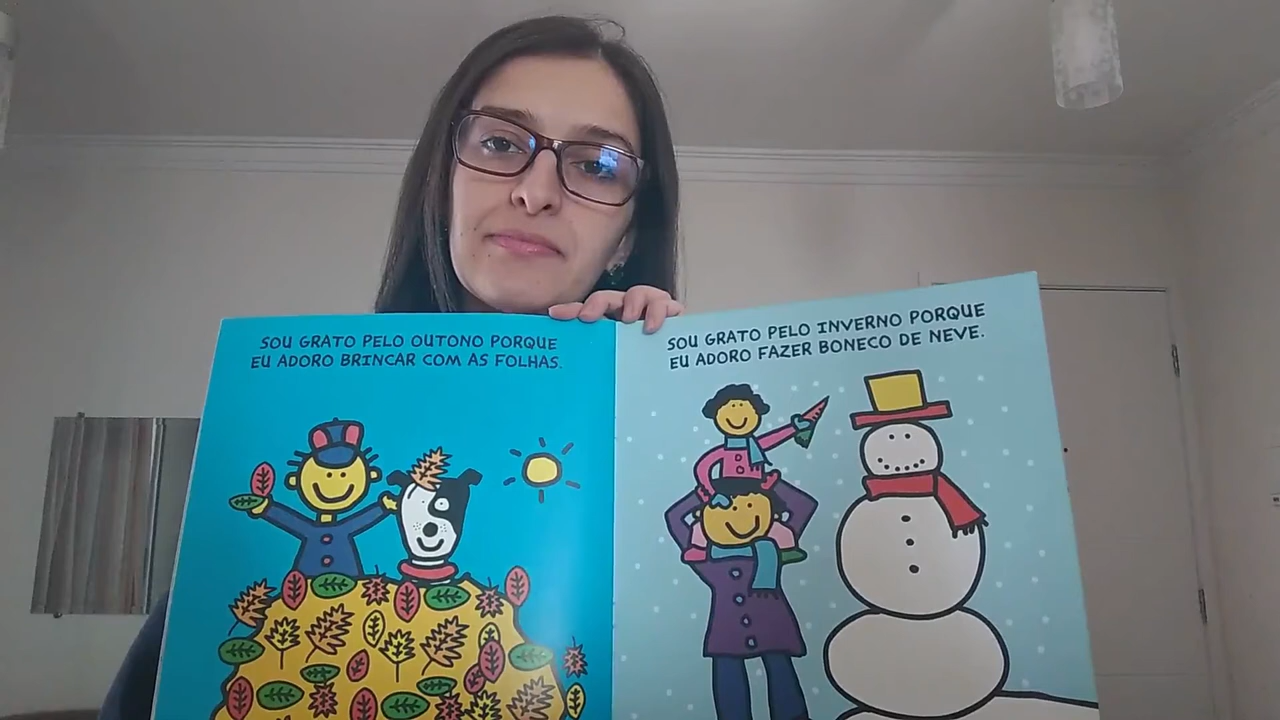 SOU GRATO PELO OUTONO PORQUE
EU ADORO BRINCAR COM AS FOLHAS.
SOU GRATO PELO INVERNO PORQUE
EU ADORO FAZER BONECO DE NEVE.